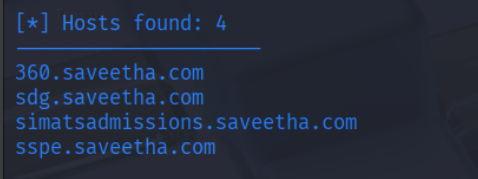 [*] Hosts found: 4
---------------------
360.saveetha.com
sdg.saveetha.com
simatsadmissions.saveetha.com
sspe.saveetha.com